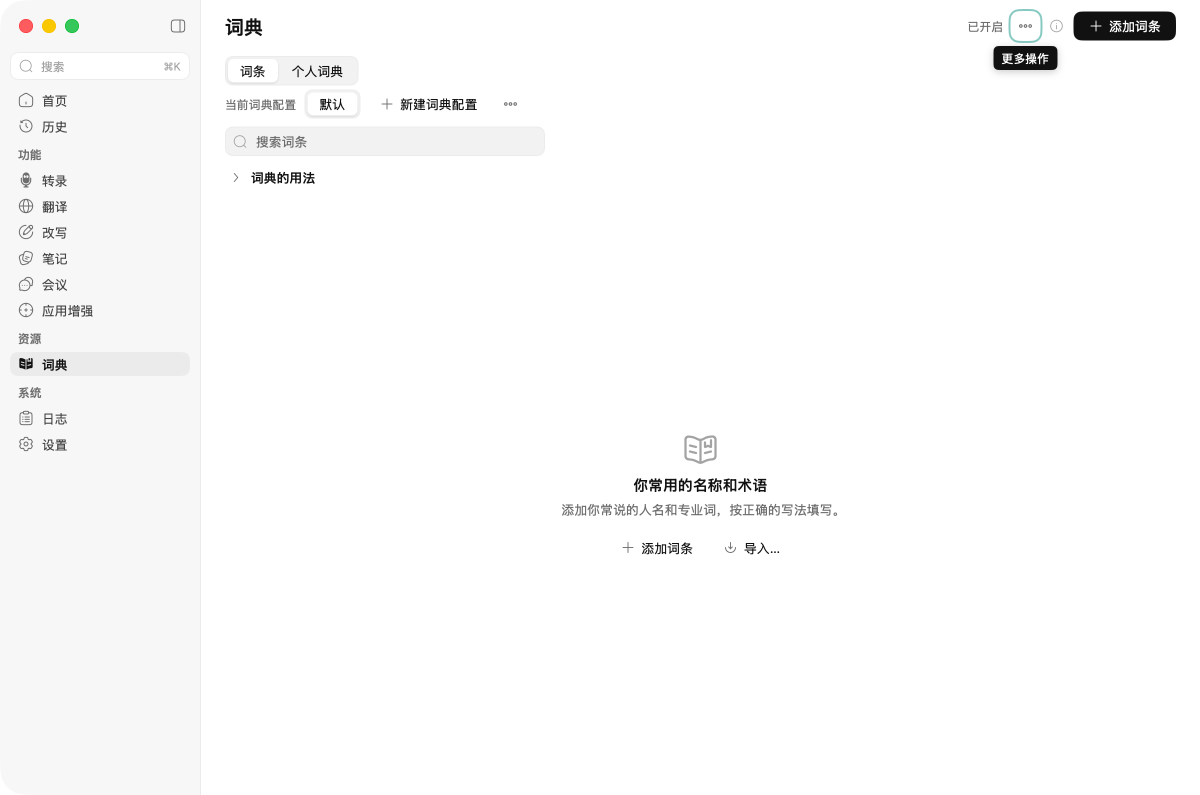 搜索 ⌘K
首页
历史
功能
转录
翻译
改写
笔记
会议
应用增强
资源
词典
系统
日志
设置
词典
已开启
添加词条
更多操作
词条 个人词典
当前词典配置 默认 新建词典配置
搜索词条
词典的用法
你常用的名称和术语
添加你常说的人名和专业词，按正确的写法填写。
添加词条 导入...